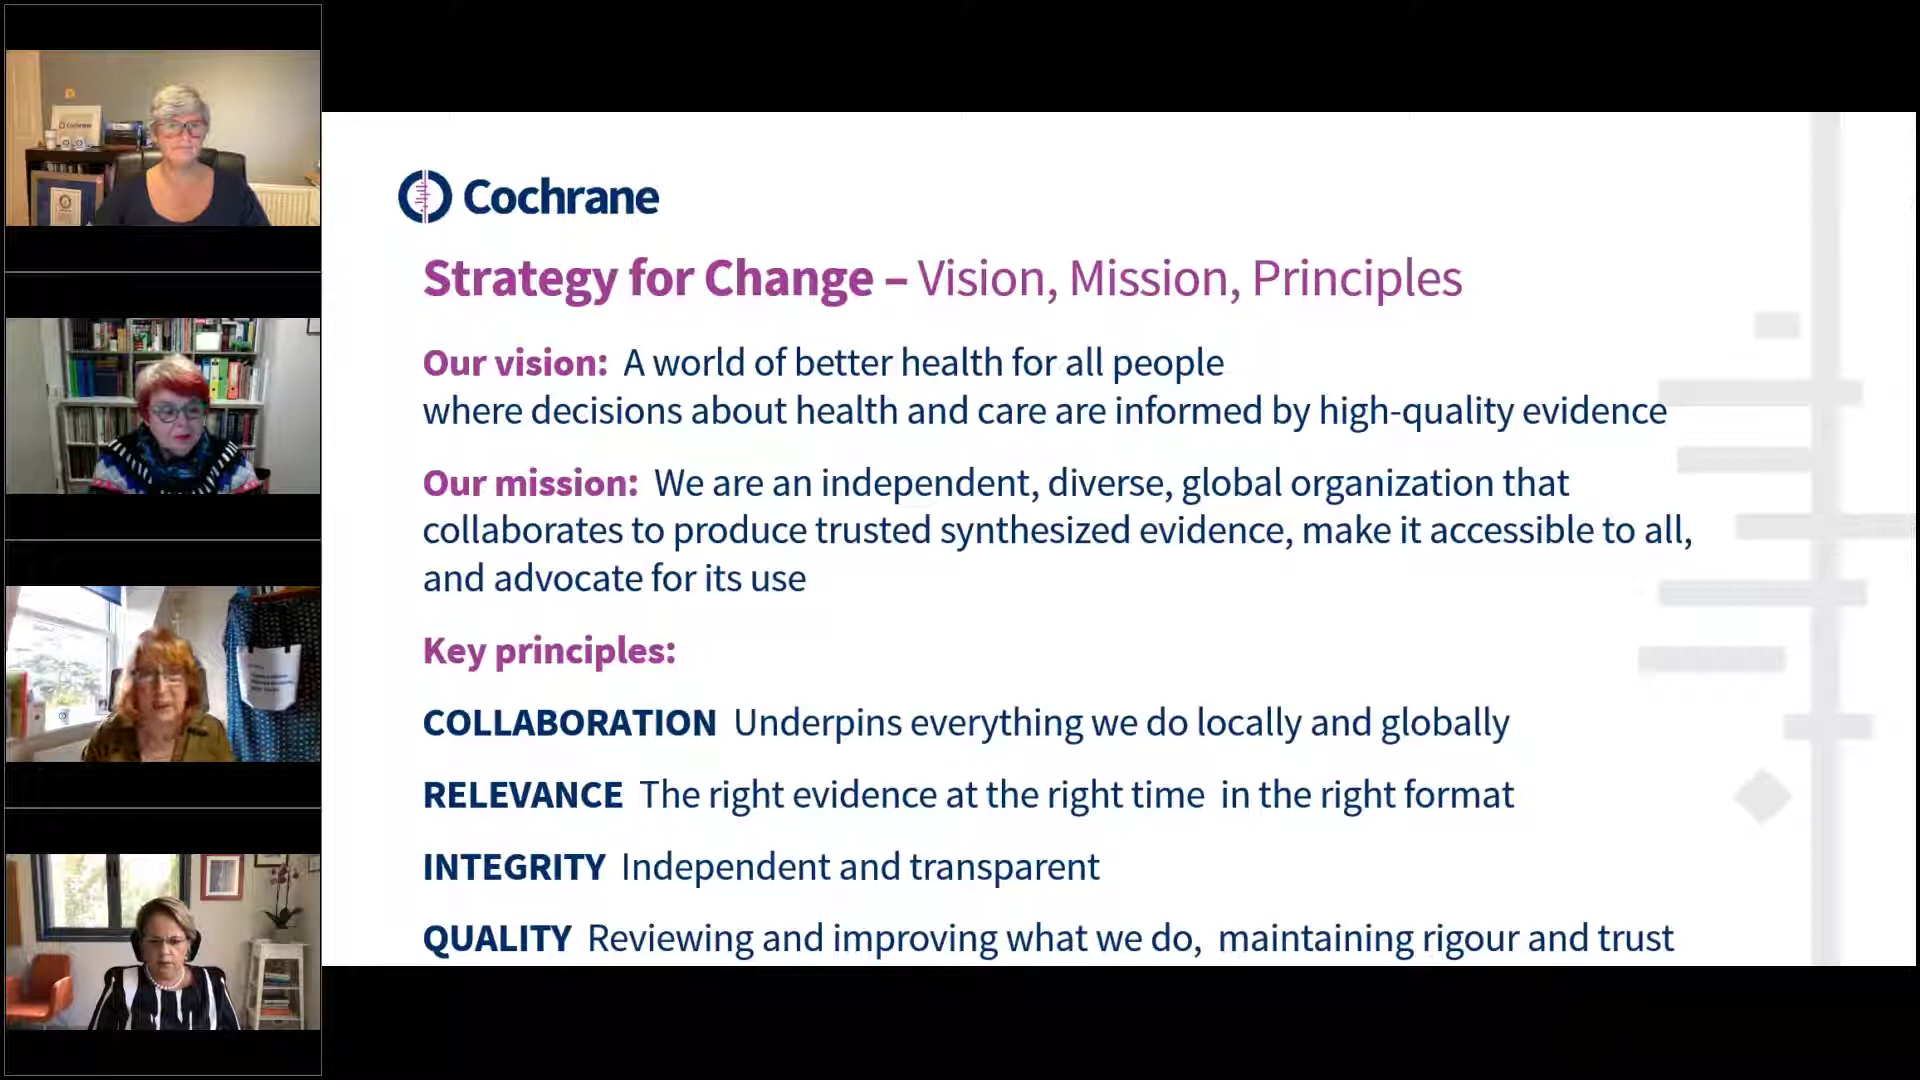 Cochrane
Cochrane
Strategy for Change – Vision, Mission, Principles
Our vision: A world of better health for all people
where decisions about health and care are informed by high-quality evidence
Our mission: We are an independent, diverse, global organization that
collaborates to produce trusted synthesized evidence, make it accessible to all,
and advocate for its use
Key principles:
COLLABORATION Underpins everything we do locally and globally
RELEVANCE The right evidence at the right time in the right format
INTEGRITY Independent and transparent
QUALITY Reviewing and improving what we do, maintaining rigour and trust